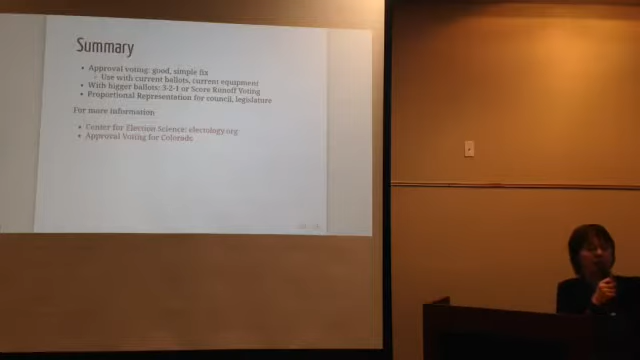 Summary
• Approval voting: good, simple fix
– Use with current ballots, current equipment
• With bigger ballots: 3-2-1 or Score Runoff Voting
• Proportional Representation for council, legislature
For more information
• Center for Election Science: electology.org
• Approval Voting for Colorado